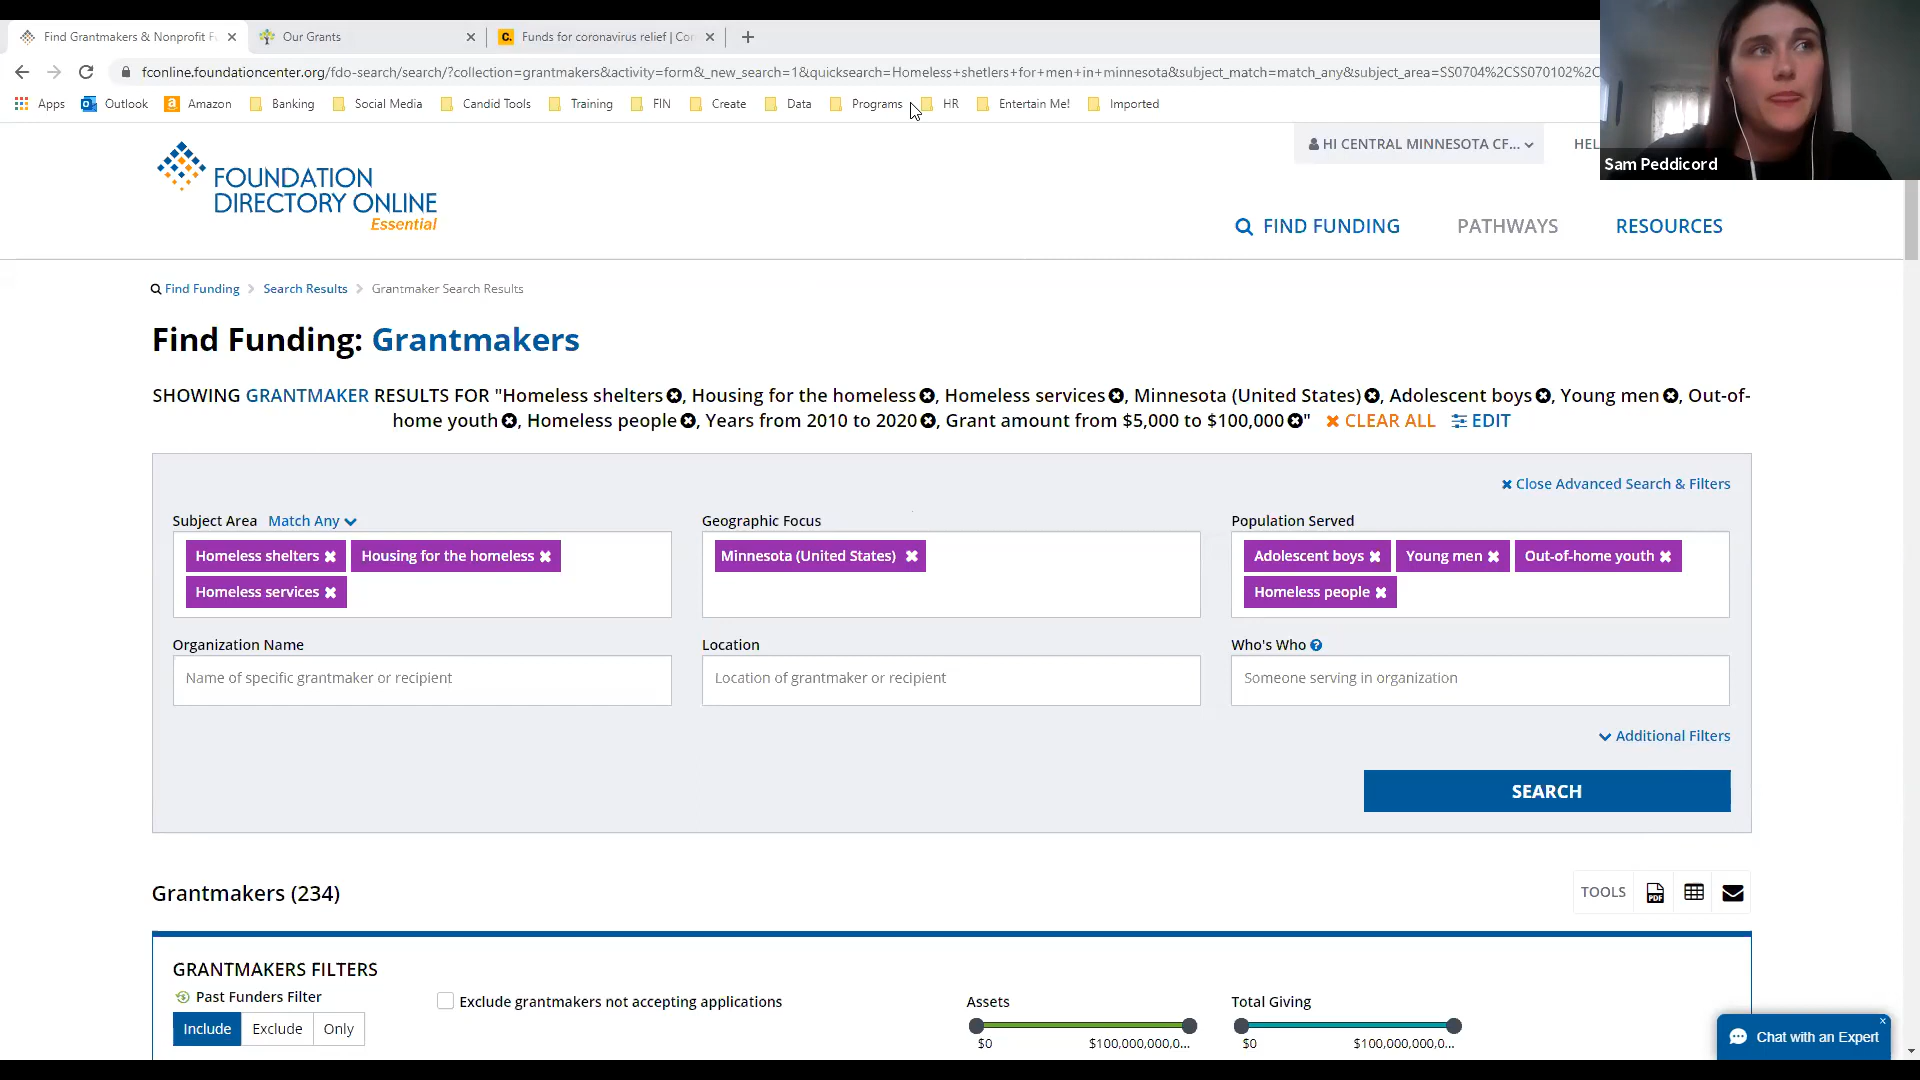 Find Grantmakers & Nonprofit F
Our Grants
Funds for coronavirus relief | Co
fconline.foundationcenter.org/fdo-search/search/?collection=grantmakers&activity=form&_new_search=1&quicksearch=Homeless+shetlers+for+men+in+minnesota&subject_match=match_any&subject_area=SS0704%2CSS070102%2C
Apps Outlook Amazon Banking Social Media Candid Tools Training FIN Create Data Programs HR Entertain Me! Imported
HI CENTRAL MINNESOTA CF... HEL
Sam Peddicord
FOUNDATION
DIRECTORY ONLINE
Essential
FIND FUNDING PATHWAYS RESOURCES
Find Funding > Search Results > Grantmaker Search Results
Find Funding: Grantmakers
SHOWING GRANTMAKER RESULTS FOR "Homeless shelters, Housing for the homeless, Homeless services, Minnesota (United States), Adolescent boys, Young men, Out-of-
home youth, Homeless people, Years from 2010 to 2020, Grant amount from $5,000 to $100,000" CLEAR ALL EDIT
Close Advanced Search & Filters
Subject Area Match Any Geographic Focus Population Served
Homeless shelters Housing for the homeless Minnesota (United States) Adolescent boys Young men Out-of-home youth
Homeless services Homeless people
Organization Name Location Who's Who
Name of specific grantmaker or recipient Location of grantmaker or recipient Someone serving in organization
Additional Filters
SEARCH
Grantmakers (234) TOOLS PDF
GRANTMAKERS FILTERS
Past Funders Filter Exclude grantmakers not accepting applications Assets Total Giving
Include Exclude Only
$0 $100,000,000,0... $0 $100,000,000,0...
Chat with an Expert